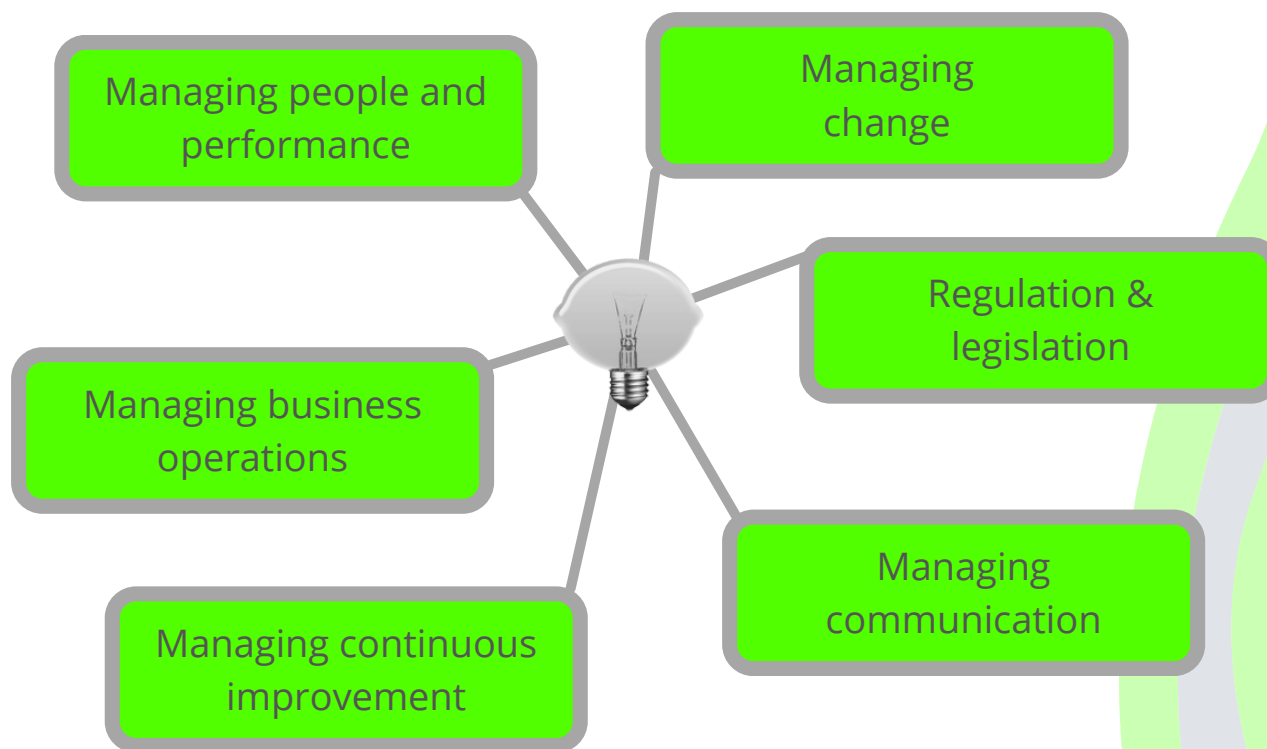 Managing people and
performance
Managing
change
Regulation &
legislation
Managing business
operations
Managing
communication
Managing continuous
improvement